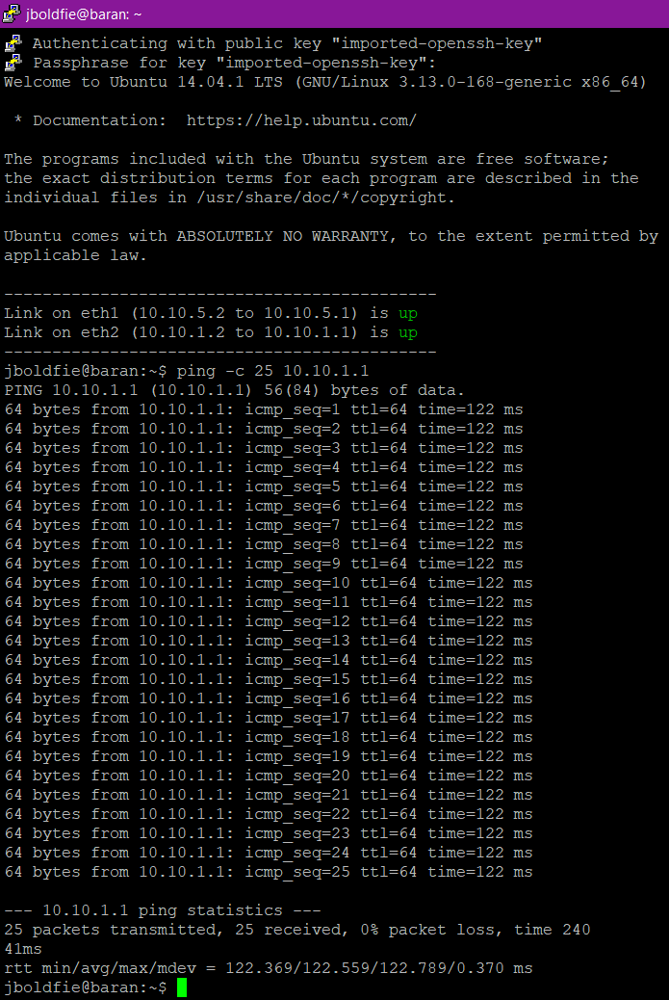 jboldfie@baran: ~
Authenticating with public key "imported-openssh-key"
Passphrase for key "imported-openssh-key":
Welcome to Ubuntu 14.04.1 LTS (GNU/Linux 3.13.0-168-generic x86_64)

 * Documentation:  https://help.ubuntu.com/

The programs included with the Ubuntu system are free software;
the exact distribution terms for each program are described in the
individual files in /usr/share/doc/*/copyright.

Ubuntu comes with ABSOLUTELY NO WARRANTY, to the extent permitted by
applicable law.

---------------------------------------------
Link on eth1 (10.10.5.2 to 10.10.5.1) is up
Link on eth2 (10.10.1.2 to 10.10.1.1) is up
---------------------------------------------
jboldfie@baran:~$ ping -c 25 10.10.1.1
PING 10.10.1.1 (10.10.1.1) 56(84) bytes of data.
64 bytes from 10.10.1.1: icmp_seq=1 ttl=64 time=122 ms
64 bytes from 10.10.1.1: icmp_seq=2 ttl=64 time=122 ms
64 bytes from 10.10.1.1: icmp_seq=3 ttl=64 time=122 ms
64 bytes from 10.10.1.1: icmp_seq=4 ttl=64 time=122 ms
64 bytes from 10.10.1.1: icmp_seq=5 ttl=64 time=122 ms
64 bytes from 10.10.1.1: icmp_seq=6 ttl=64 time=122 ms
64 bytes from 10.10.1.1: icmp_seq=7 ttl=64 time=122 ms
64 bytes from 10.10.1.1: icmp_seq=8 ttl=64 time=122 ms
64 bytes from 10.10.1.1: icmp_seq=9 ttl=64 time=122 ms
64 bytes from 10.10.1.1: icmp_seq=10 ttl=64 time=122 ms
64 bytes from 10.10.1.1: icmp_seq=11 ttl=64 time=122 ms
64 bytes from 10.10.1.1: icmp_seq=12 ttl=64 time=122 ms
64 bytes from 10.10.1.1: icmp_seq=13 ttl=64 time=122 ms
64 bytes from 10.10.1.1: icmp_seq=14 ttl=64 time=122 ms
64 bytes from 10.10.1.1: icmp_seq=15 ttl=64 time=122 ms
64 bytes from 10.10.1.1: icmp_seq=16 ttl=64 time=122 ms
64 bytes from 10.10.1.1: icmp_seq=17 ttl=64 time=122 ms
64 bytes from 10.10.1.1: icmp_seq=18 ttl=64 time=122 ms
64 bytes from 10.10.1.1: icmp_seq=19 ttl=64 time=122 ms
64 bytes from 10.10.1.1: icmp_seq=20 ttl=64 time=122 ms
64 bytes from 10.10.1.1: icmp_seq=21 ttl=64 time=122 ms
64 bytes from 10.10.1.1: icmp_seq=22 ttl=64 time=122 ms
64 bytes from 10.10.1.1: icmp_seq=23 ttl=64 time=122 ms
64 bytes from 10.10.1.1: icmp_seq=24 ttl=64 time=122 ms
64 bytes from 10.10.1.1: icmp_seq=25 ttl=64 time=122 ms

--- 10.10.1.1 ping statistics ---
25 packets transmitted, 25 received, 0% packet loss, time 240
41ms
rtt min/avg/max/mdev = 122.369/122.559/122.789/0.370 ms
jboldfie@baran:~$